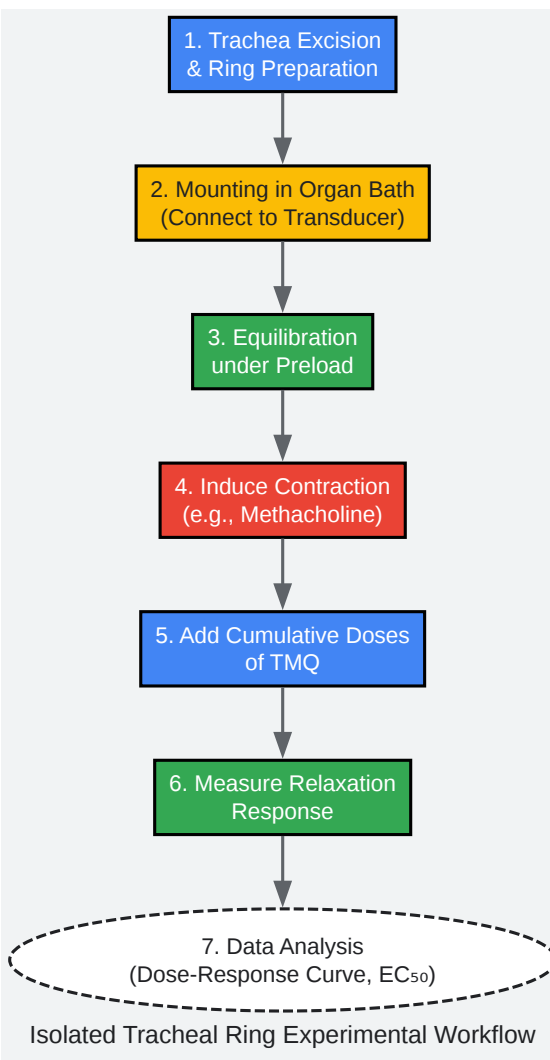 1. Trachea Excision
& Ring Preparation
2. Mounting in Organ Bath
(Connect to Transducer)
3. Equilibration
under Preload
4. Induce Contraction
(e.g., Methacholine)
5. Add Cumulative Doses
of TMQ
6. Measure Relaxation
Response
7. Data Analysis
(Dose-Response Curve, EC₅₀)
Isolated Tracheal Ring Experimental Workflow